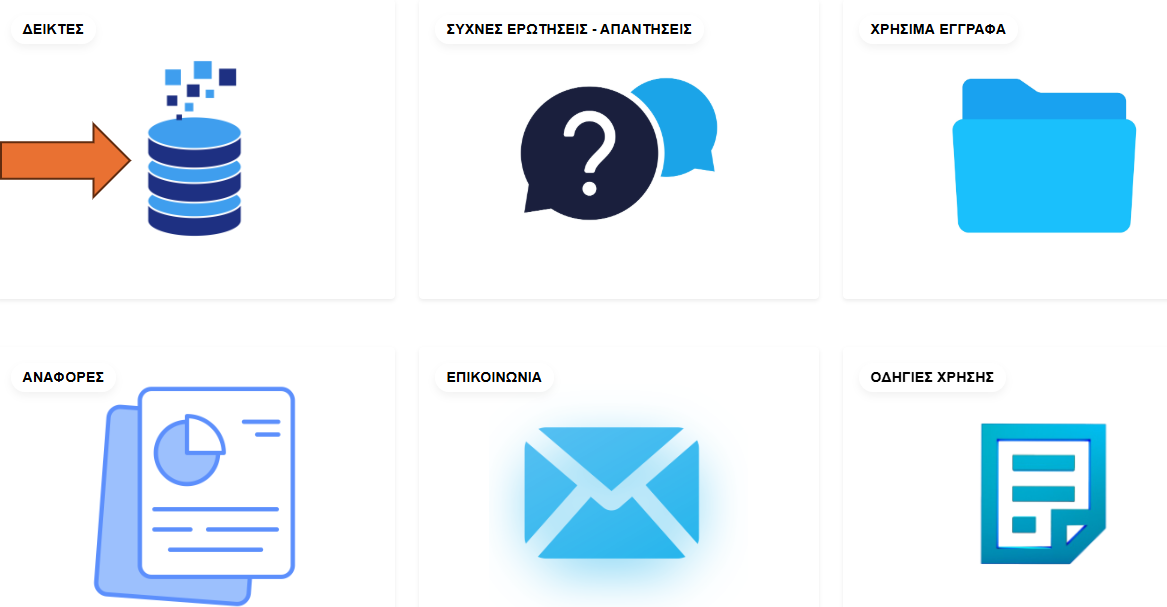 ΔΕΙΚΤΕΣ
ΣΥΧΝΕΣ ΕΡΩΤΗΣΕΙΣ - ΑΠΑΝΤΗΣΕΙΣ
ΧΡΗΣΙΜΑ ΕΓΓΡΑΦΑ
ΑΝΑΦΟΡΕΣ
ΕΠΙΚΟΙΝΩΝΙΑ
ΟΔΗΓΙΕΣ ΧΡΗΣΗΣ